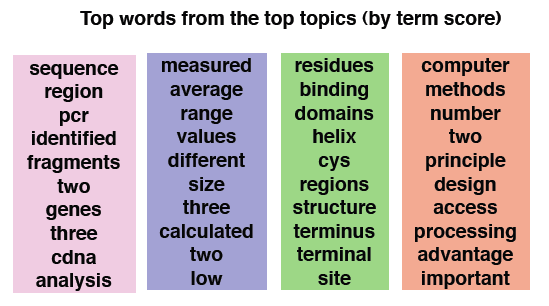 Top words from the top topics (by term score)
sequence
region
pcr
identified
fragments
two
genes
three
cdna
analysis
measured
average
range
values
different
size
three
calculated
two
low
residues
binding
domains
helix
cys
regions
structure
terminus
terminal
site
computer
methods
number
two
principle
design
access
processing
advantage
important